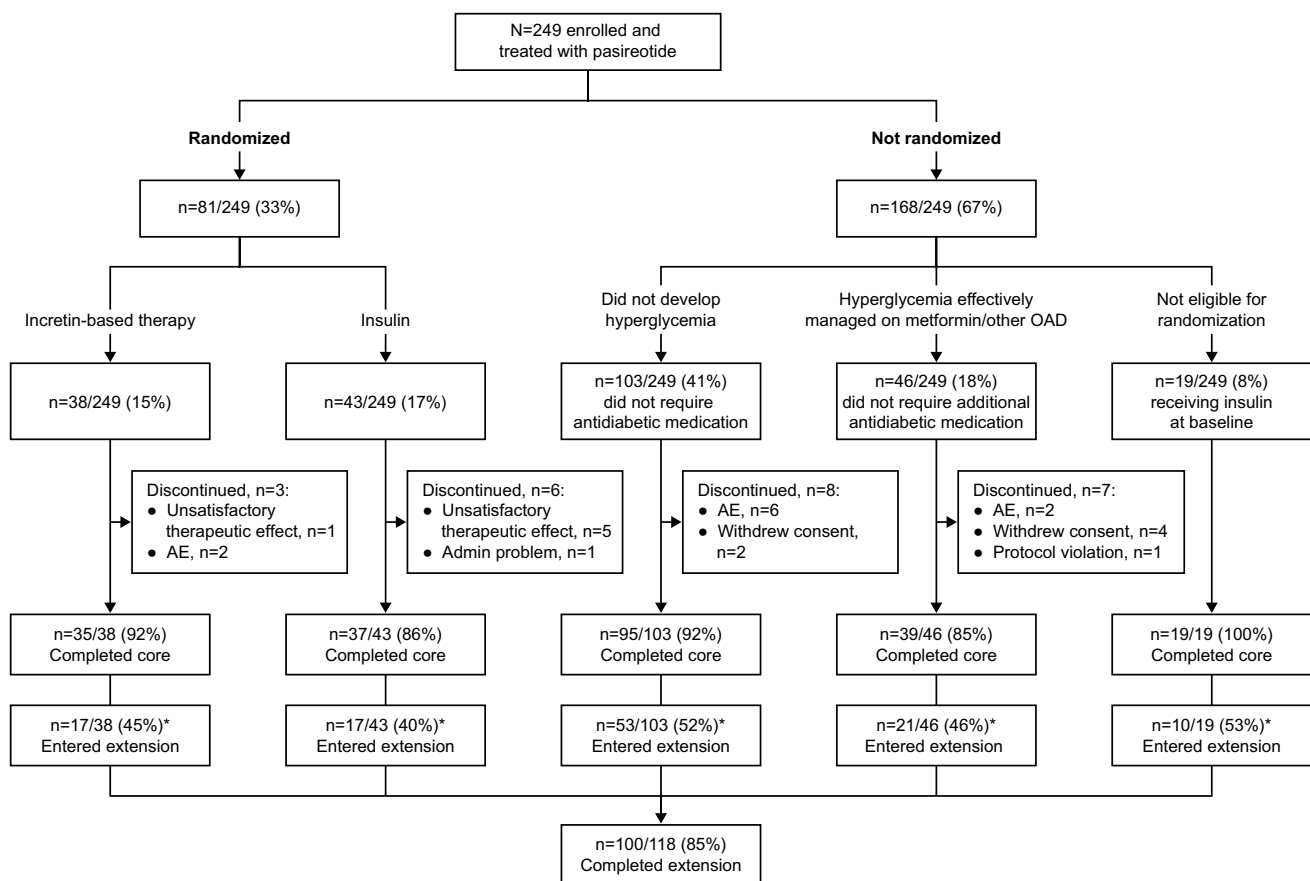 N=249 enrolled and
treated with pasireotide
Randomized
Not randomized
n=81/249 (33%)
n=168/249 (67%)
Incretin-based therapy
Insulin
Did not develop
hyperglycemia
Hyperglycemia effectively
managed on metformin/other OAD
Not eligible for
randomization
n=38/249 (15%)
n=43/249 (17%)
n=103/249 (41%)
did not require
antidiabetic medication
n=46/249 (18%)
did not require additional
antidiabetic medication
n=19/249 (8%)
receiving insulin
at baseline
Discontinued, n=3:
● Unsatisfactory
therapeutic effect, n=1
● AE, n=2
Discontinued, n=6:
● Unsatisfactory
therapeutic effect, n=5
● Admin problem, n=1
Discontinued, n=8:
● AE, n=6
● Withdrew consent,
n=2
Discontinued, n=7:
● AE, n=2
● Withdrew consent, n=4
● Protocol violation, n=1
n=35/38 (92%)
Completed core
n=37/43 (86%)
Completed core
n=95/103 (92%)
Completed core
n=39/46 (85%)
Completed core
n=19/19 (100%)
Completed core
n=17/38 (45%)*
Entered extension
n=17/43 (40%)*
Entered extension
n=53/103 (52%)*
Entered extension
n=21/46 (46%)*
Entered extension
n=10/19 (53%)*
Entered extension
n=100/118 (85%)
Completed extension